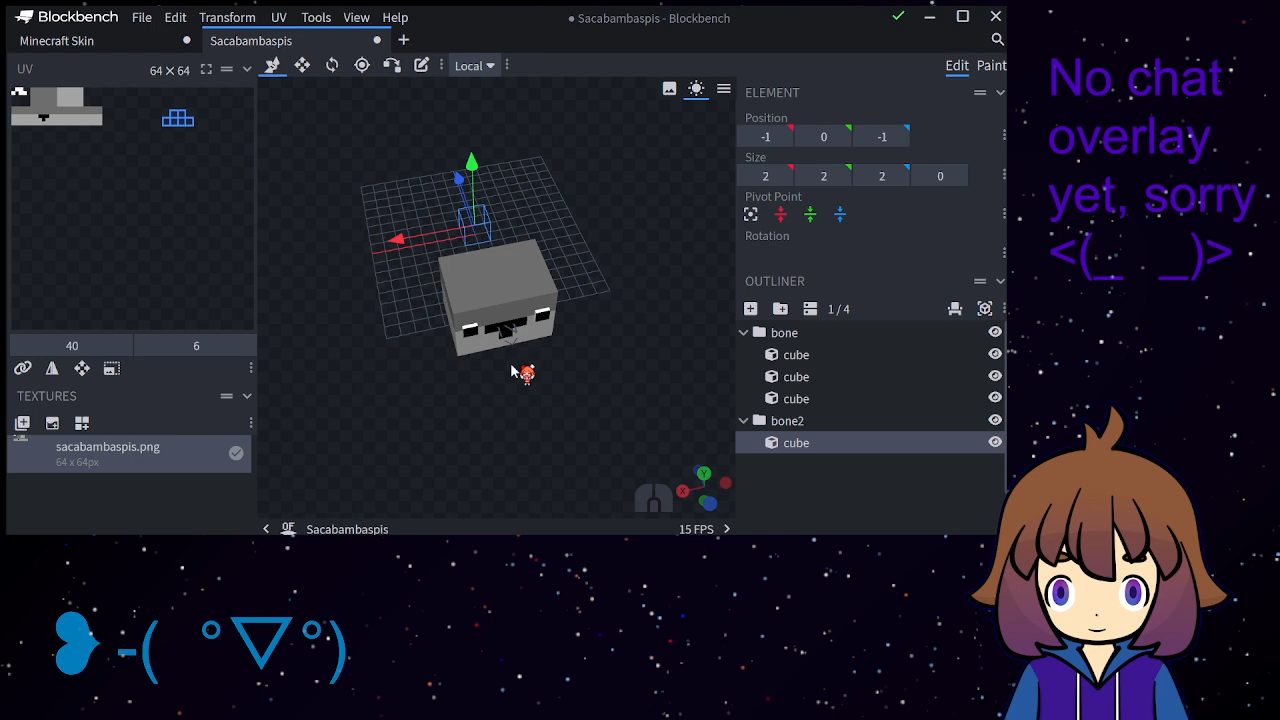 Blockbench File Edit Transform UV Tools View Help ● Sacabambaspis - Blockbench
Minecraft Skin Sacabambaspis
UV 64 × 64 Local Edit Paint
ELEMENT
Position
-1 0 -1
Size
2 2 2 0
Pivot Point
Rotation
OUTLINER
1 / 4
bone
cube
cube
cube
bone2
cube
40 6
TEXTURES
sacabambaspis.png
64 x 64px
Y
X
Sacabambaspis 15 FPS
No chat
overlay
yet, sorry
<(_ _)>
❥-( °▽°)